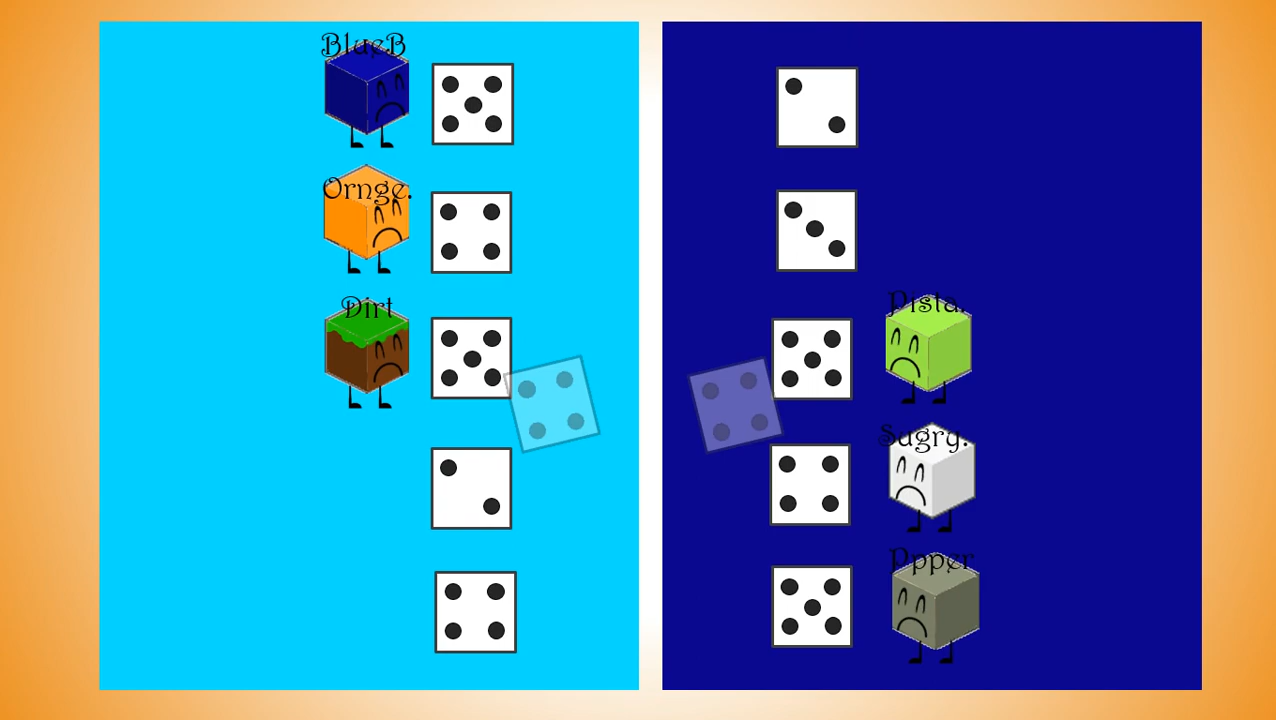 BlueB
Ornge.
Dirt
Pista.
Sugry.
Ppper